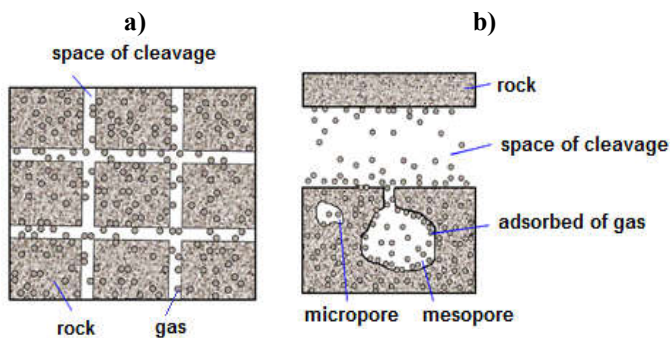 a)
space of cleavage
rock
gas
b)
rock
space of cleavage
adsorbed of gas
micropore
mesopore